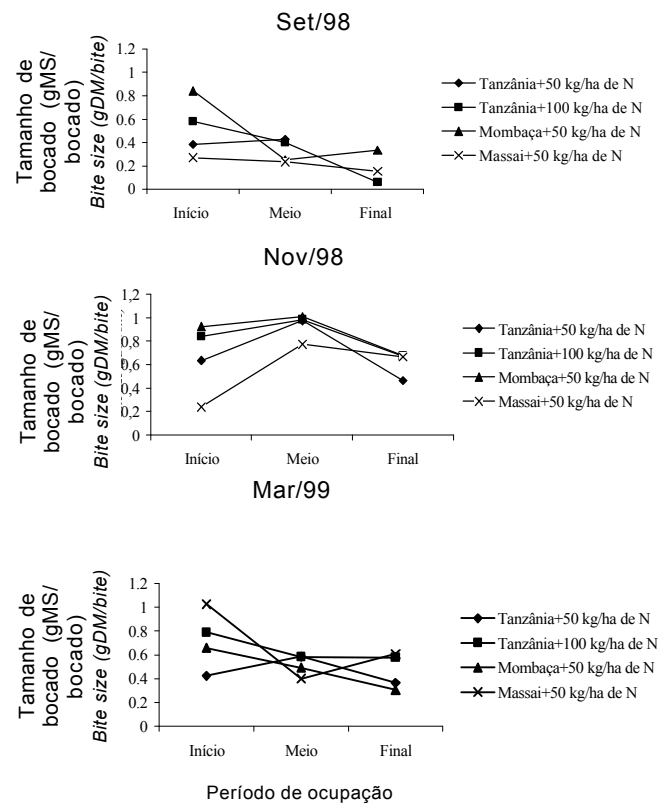 Set/98
Tamanho de
bocado (gMS/
bocado)
Bite size (gDM/bite)
1.2
1
0.8
0.6
0.4
0.2
0
Início
Meio
Final
Tanzânia+50 kg/ha de N
Tanzânia+100 kg/ha de N
Mombaça+50 kg/ha de N
Massai+50 kg/ha de N
Nov/98
Tamanho de
bocado (gMS/
bocado)
Bite size (gDM/bite)
1,2
1
0,8
0,6
0,4
0,2
0
Início
Meio
Final
Tanzânia+50 kg/ha de N
Tanzânia+100 kg/ha de N
Mombaça+50 kg/ha de N
Massai+50 kg/ha de N
Mar/99
Tamanho de
bocado (gMS/
bocado)
Bite size (gDM/bite)
1.2
1
0.8
0.6
0.4
0.2
0
Início
Meio
Final
Tanzânia+50 kg/ha de N
Tanzânia+100 kg/ha de N
Mombaça+50 kg/ha de N
Massai+50 kg/ha de N
Período de ocupação